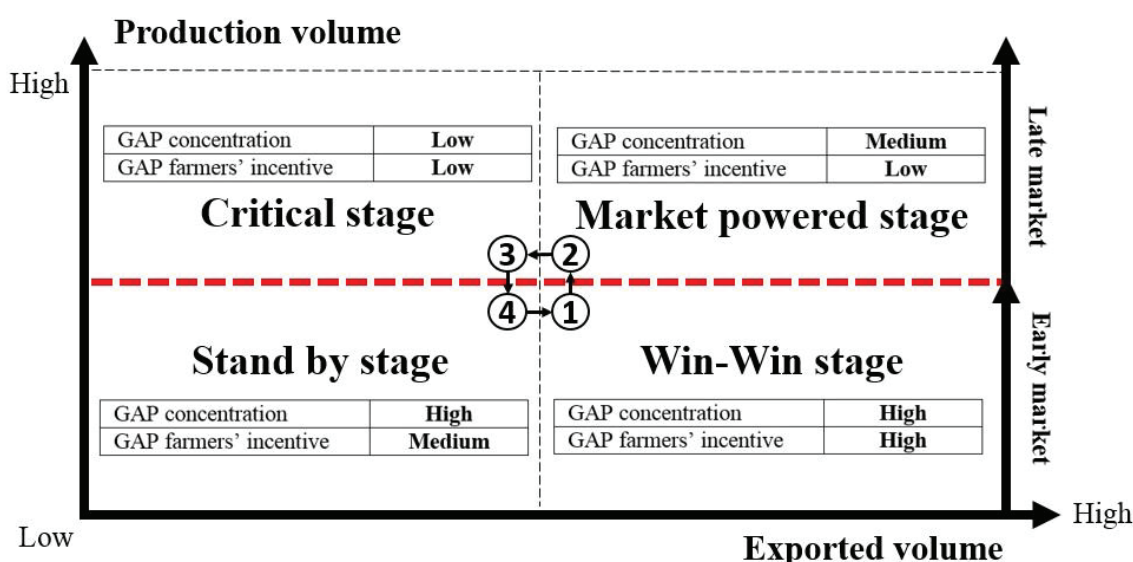 Production volume
High
GAP concentration Low
GAP farmers’ incentive Low
Critical stage
GAP concentration Medium
GAP farmers’ incentive Low
Market powered stage
Late market
3 2
4 1
Stand by stage
GAP concentration High
GAP farmers’ incentive Medium
Win-Win stage
GAP concentration High
GAP farmers’ incentive High
Early market
Low
High
Exported volume